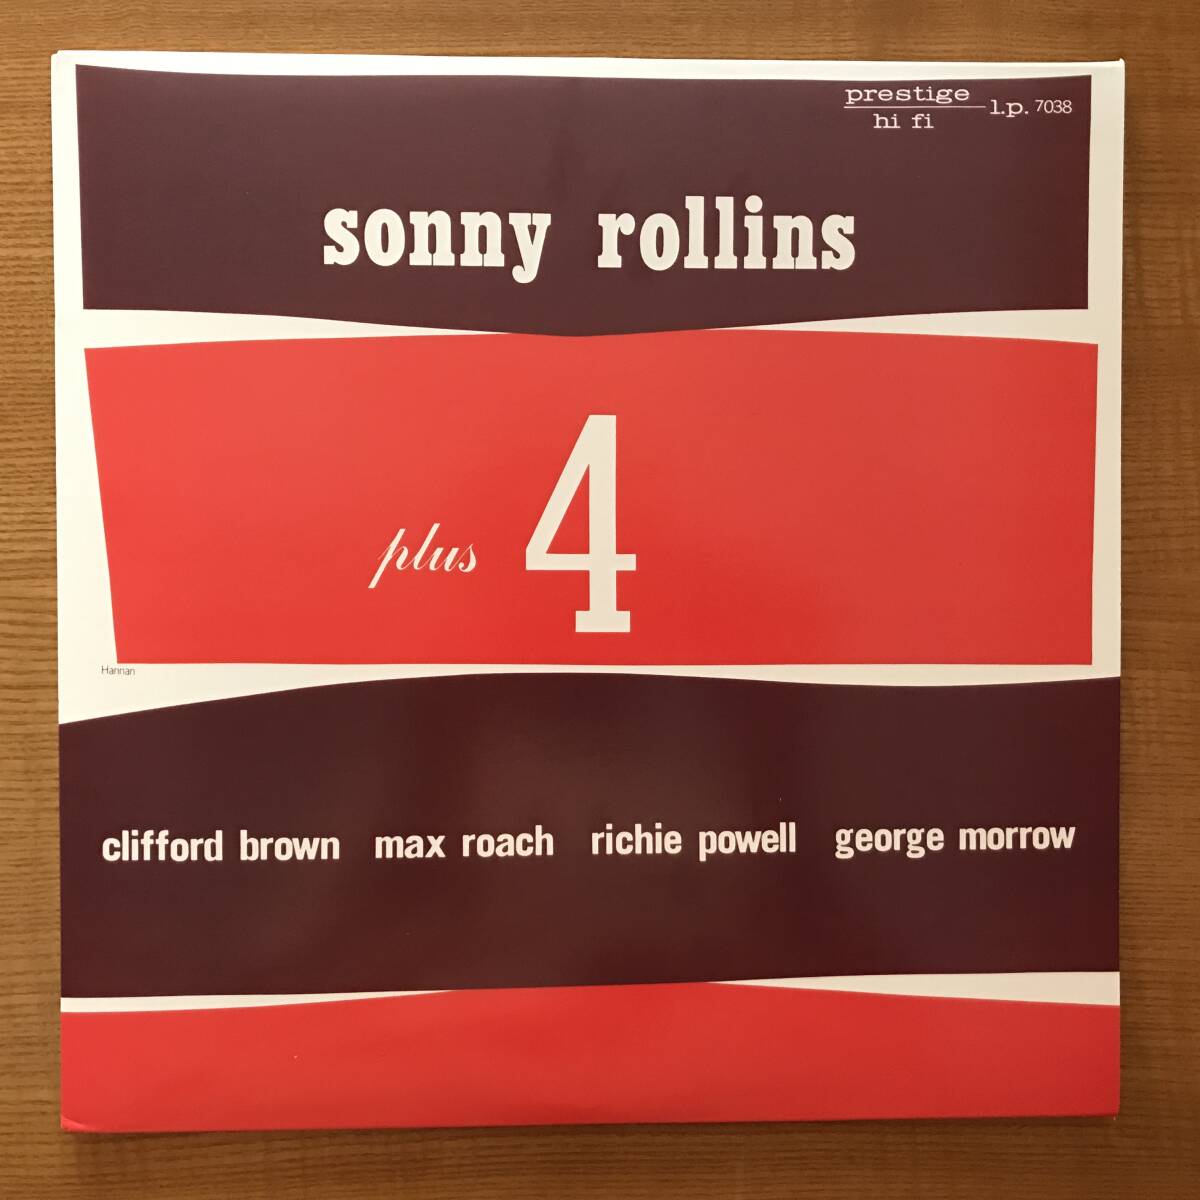 prestige
hi fi
l.p. 7038
sonny rollins
plus 4
Hannan
clifford brown max roach richie powell george morrow